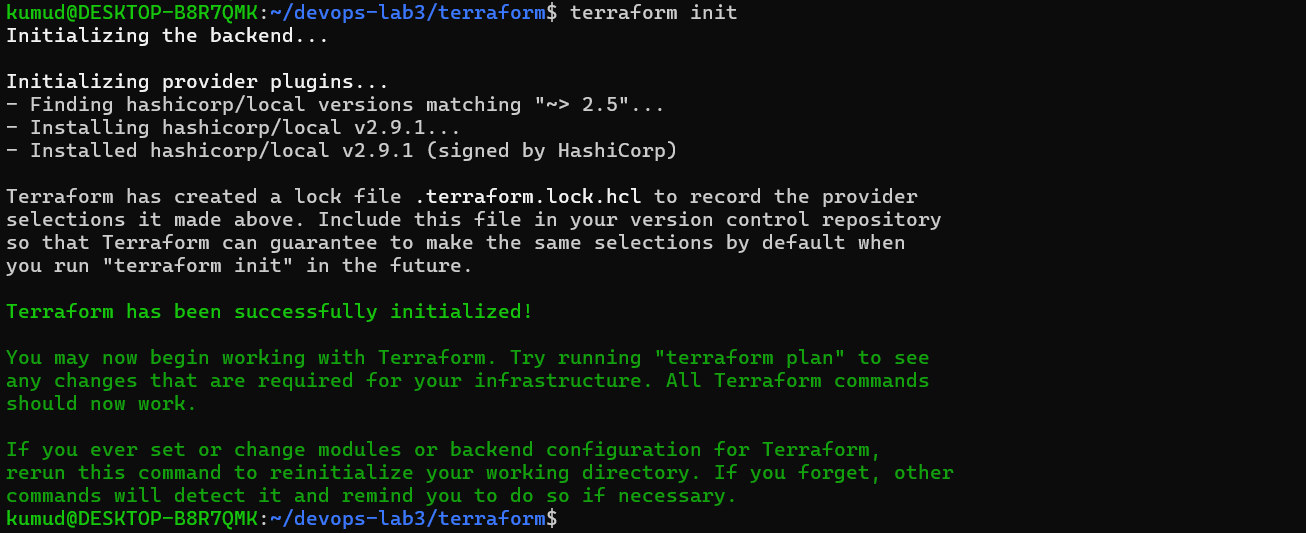 kumud@DESKTOP-B8R7QMK:~/devops-lab3/terraform$ terraform init
Initializing the backend...
Initializing provider plugins...
- Finding hashicorp/local versions matching "~> 2.5"...
- Installing hashicorp/local v2.9.1...
- Installed hashicorp/local v2.9.1 (signed by HashiCorp)
Terraform has created a lock file .terraform.lock.hcl to record the provider
selections it made above. Include this file in your version control repository
so that Terraform can guarantee to make the same selections by default when
you run "terraform init" in the future.
Terraform has been successfully initialized!
You may now begin working with Terraform. Try running "terraform plan" to see
any changes that are required for your infrastructure. All Terraform commands
should now work.
If you ever set or change modules or backend configuration for Terraform,
rerun this command to reinitialize your working directory. If you forget, other
commands will detect it and remind you to do so if necessary.
kumud@DESKTOP-B8R7QMK:~/devops-lab3/terraform$